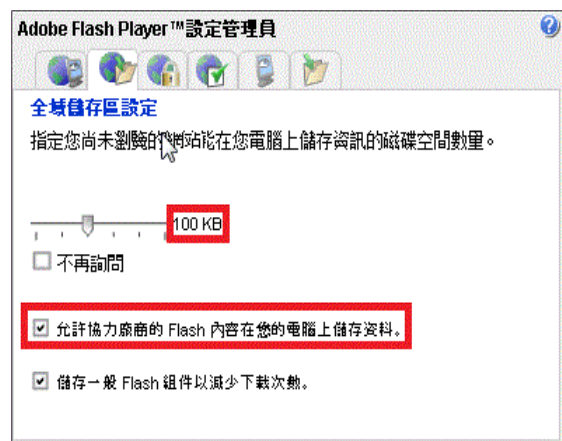 Adobe Flash Player™設定管理員
全域儲存區設定
指定您尚未瀏覽的網站能在您電腦上儲存資訊的磁碟空間數量。
100 KB
不再詢問
允許協力廠商的 Flash 內容在您的電腦上儲存資料。
儲存一般 Flash 組件以減少下載次數。